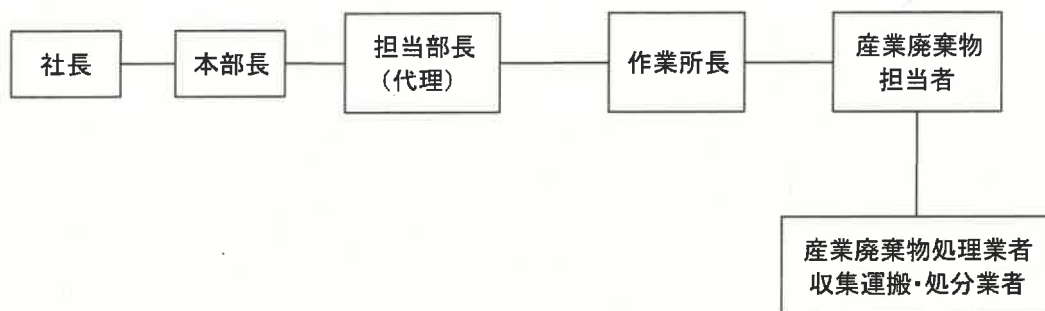 社長
本部長
担当部長
(代理)
作業所長
産業廃棄物
担当者
産業廃棄物処理業者
収集運搬・処分業者